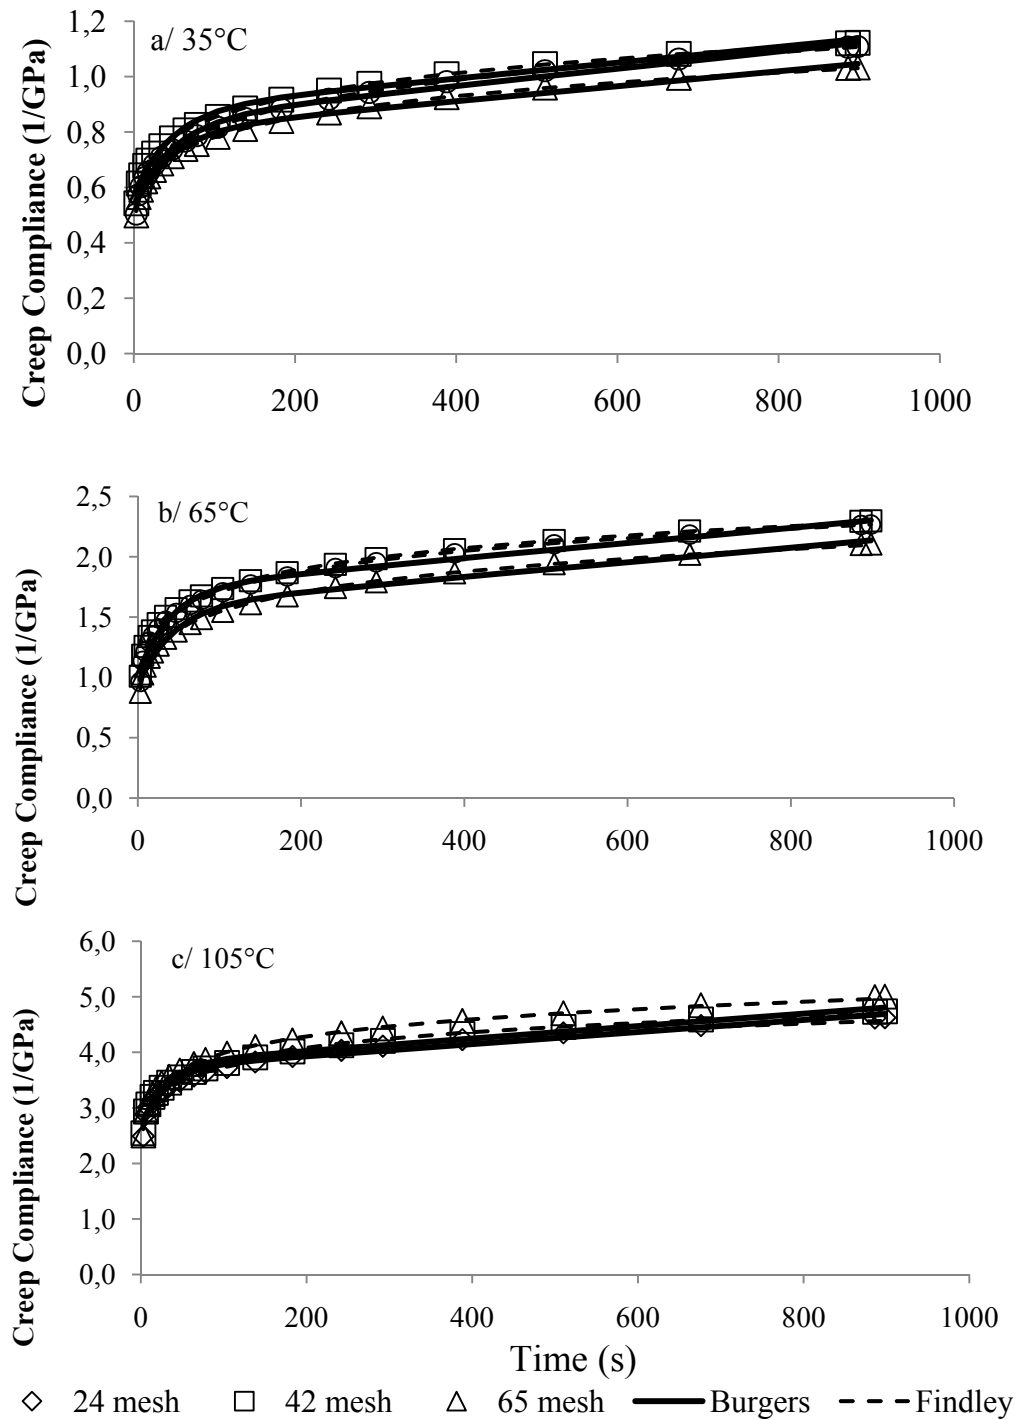 a/ 35°C
Creep Compliance (1/GPa)
1,2
1,0
0,8
0,6
0,4
0,2
0,0
0 200 400 600 800 1000
b/ 65°C
Creep Compliance (1/GPa)
2,5
2,0
1,5
1,0
0,5
0,0
0 200 400 600 800 1000
c/ 105°C
Creep Compliance (1/GPa)
6,0
5,0
4,0
3,0
2,0
1,0
0,0
0 200 400 600 800 1000
Time (s)
24 mesh 42 mesh 65 mesh Burgers Findley